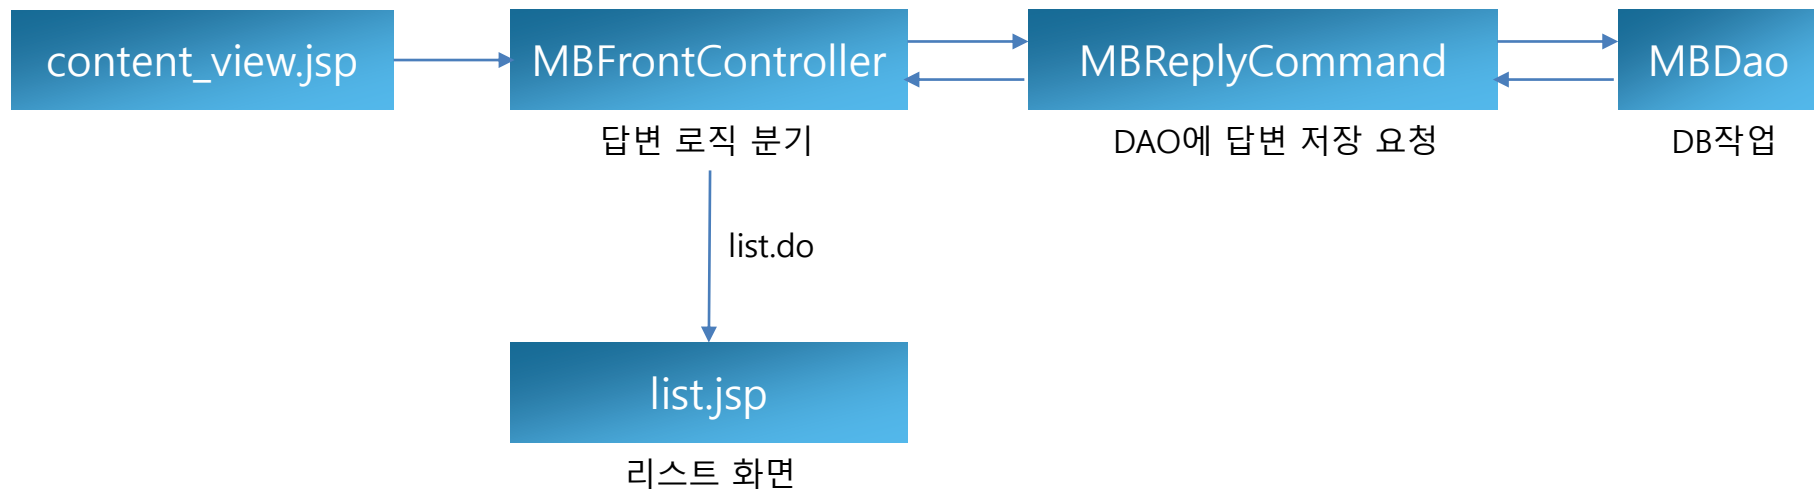 content_view.jsp
MBFrontController
MBReplyCommand
MBDao
답변 로직 분기
DAO에 답변 저장 요청
DB작업
list.do
list.jsp
리스트 화면